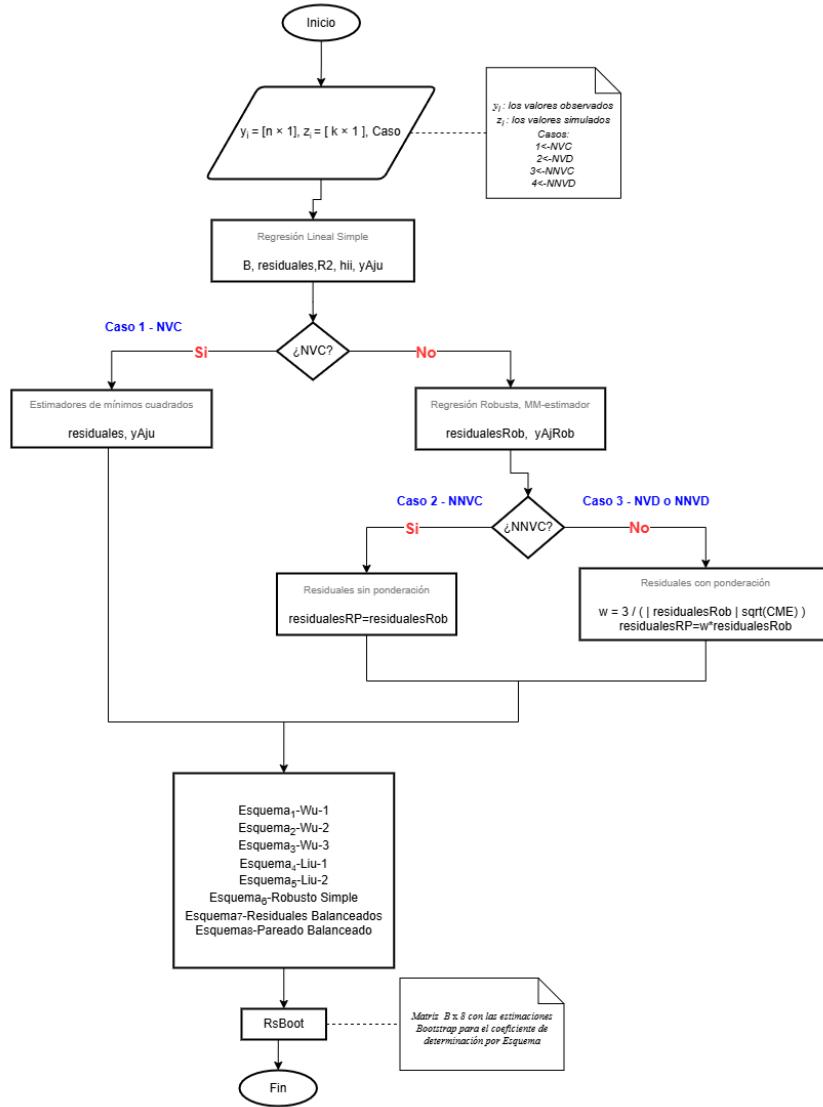 Inicio
yᵢ = [n × 1], zᵢ = [ k × 1 ], Caso
yᵢ : los valores observados
zᵢ : los valores simulados
Casos:
1<-NVC
2<-NVD
3<-NNVC
4<-NNVD
Regresión Lineal Simple
B, residuales,R2, hii, yAju
Caso 1 - NVC
Si
¿NVC?
No
Estimadores de mínimos cuadrados
residuales, yAju
Regresión Robusta, MM-estimador
residualesRob, yAjRob
Caso 2 - NNVC
Caso 3 - NVD o NNVD
Si
¿NNVC?
No
Residuales sin ponderación
residualesRP=residualesRob
Residuales con ponderación
w = 3 / ( | residualesRob | sqrt(CME) )
residualesRP=w*residualesRob
Esquema₁-Wu-1
Esquema₂-Wu-2
Esquema₃-Wu-3
Esquema₄-Liu-1
Esquema₅-Liu-2
Esquema₆-Robusto Simple
Esquema₇-Residuales Balanceados
Esquema₈-Pareado Balanceado
RsBoot
Matriz B x 8 con las estimaciones
Bootstrap para el coeficiente de
determinación por Esquema
Fin